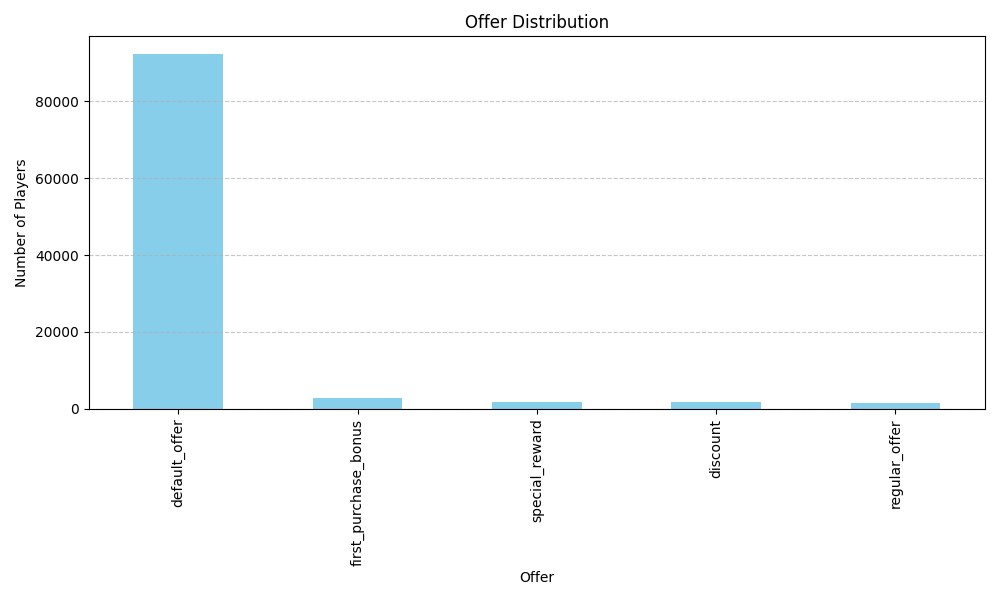 Offer Distribution
Number of Players
80000
60000
40000
20000
0
default_offer
first_purchase_bonus
special_reward
discount
regular_offer
Offer